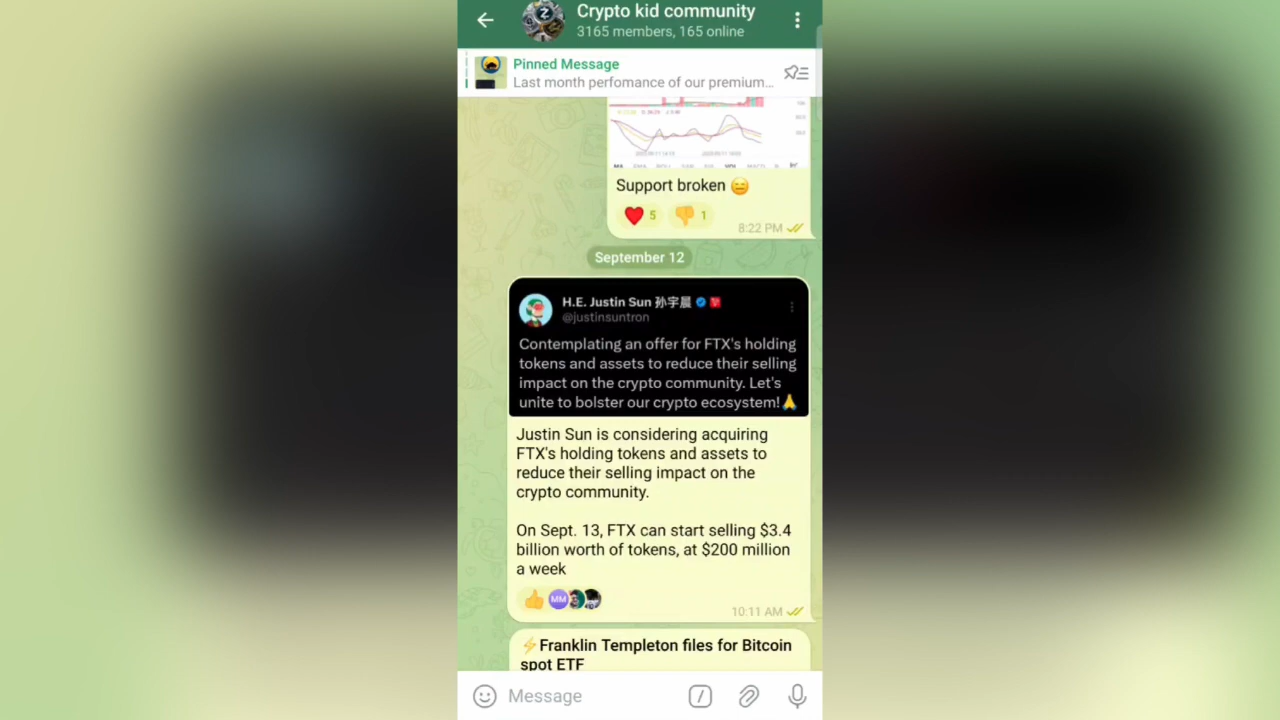 Crypto kid community
3165 members, 165 online
Pinned Message
Last month perfomance of our premium...
Support broken 😑
❤️ 5 👎 1
8:22 PM
September 12
H.E. Justin Sun 孙宇晨
@justinsuntron
Contemplating an offer for FTX's holding
tokens and assets to reduce their selling
impact on the crypto community. Let's
unite to bolster our crypto ecosystem!🙏
Justin Sun is considering acquiring
FTX's holding tokens and assets to
reduce their selling impact on the
crypto community.
On Sept. 13, FTX can start selling $3.4
billion worth of tokens, at $200 million
a week
👍 MM
10:11 AM
⚡Franklin Templeton files for Bitcoin
spot ETF
Message